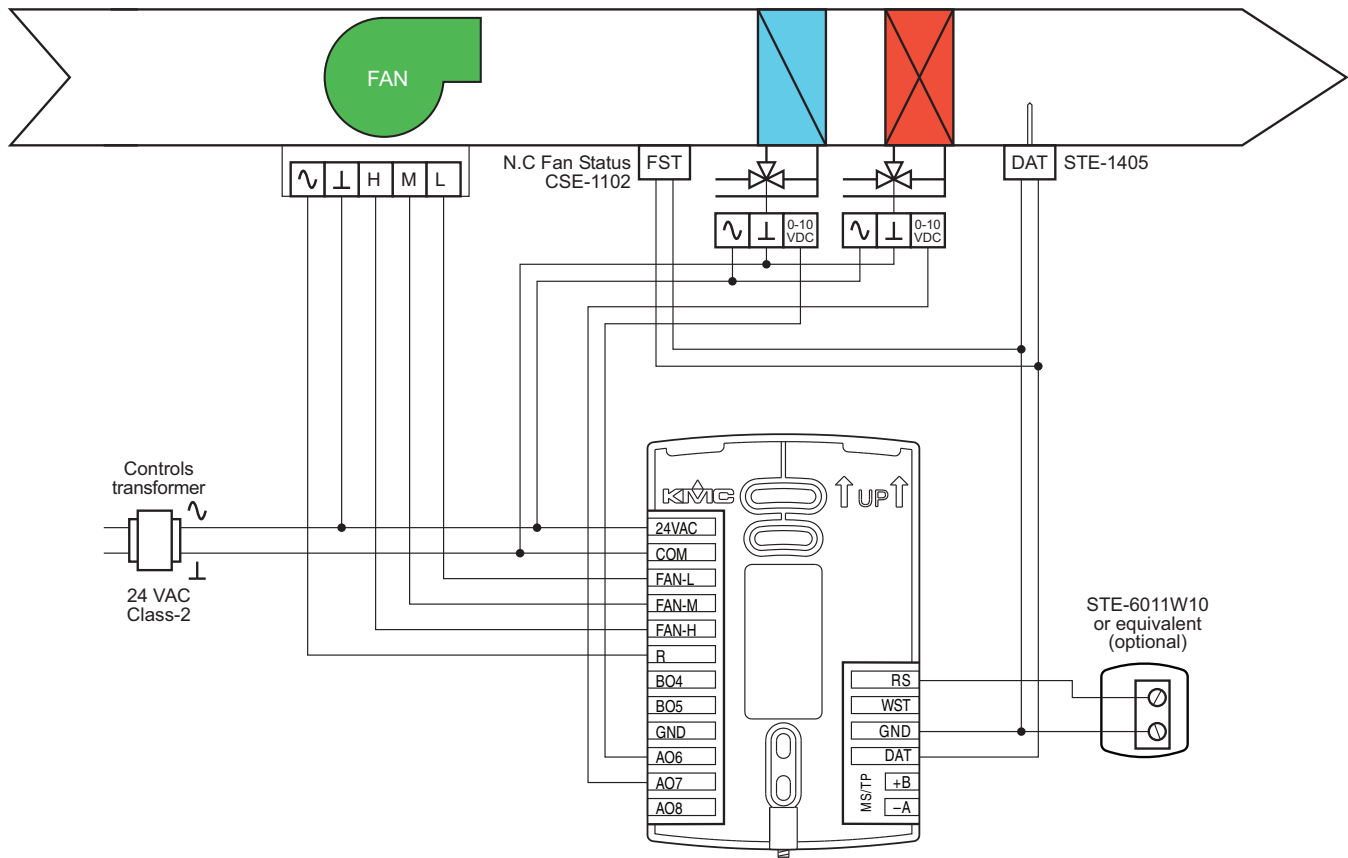 FAN
H
M
L
N.C Fan Status
CSE-1102
FST
DAT
STE-1405
0-10
VDC
0-10
VDC
Controls
transformer
24 VAC
Class-2
KMC
UP
24VAC
COM
FAN-L
FAN-M
FAN-H
R
BO4
BO5
GND
AO6
AO7
AO8
RS
WST
GND
DAT
MS/TP
+B
–A
STE-6011W10
or equivalent
(optional)